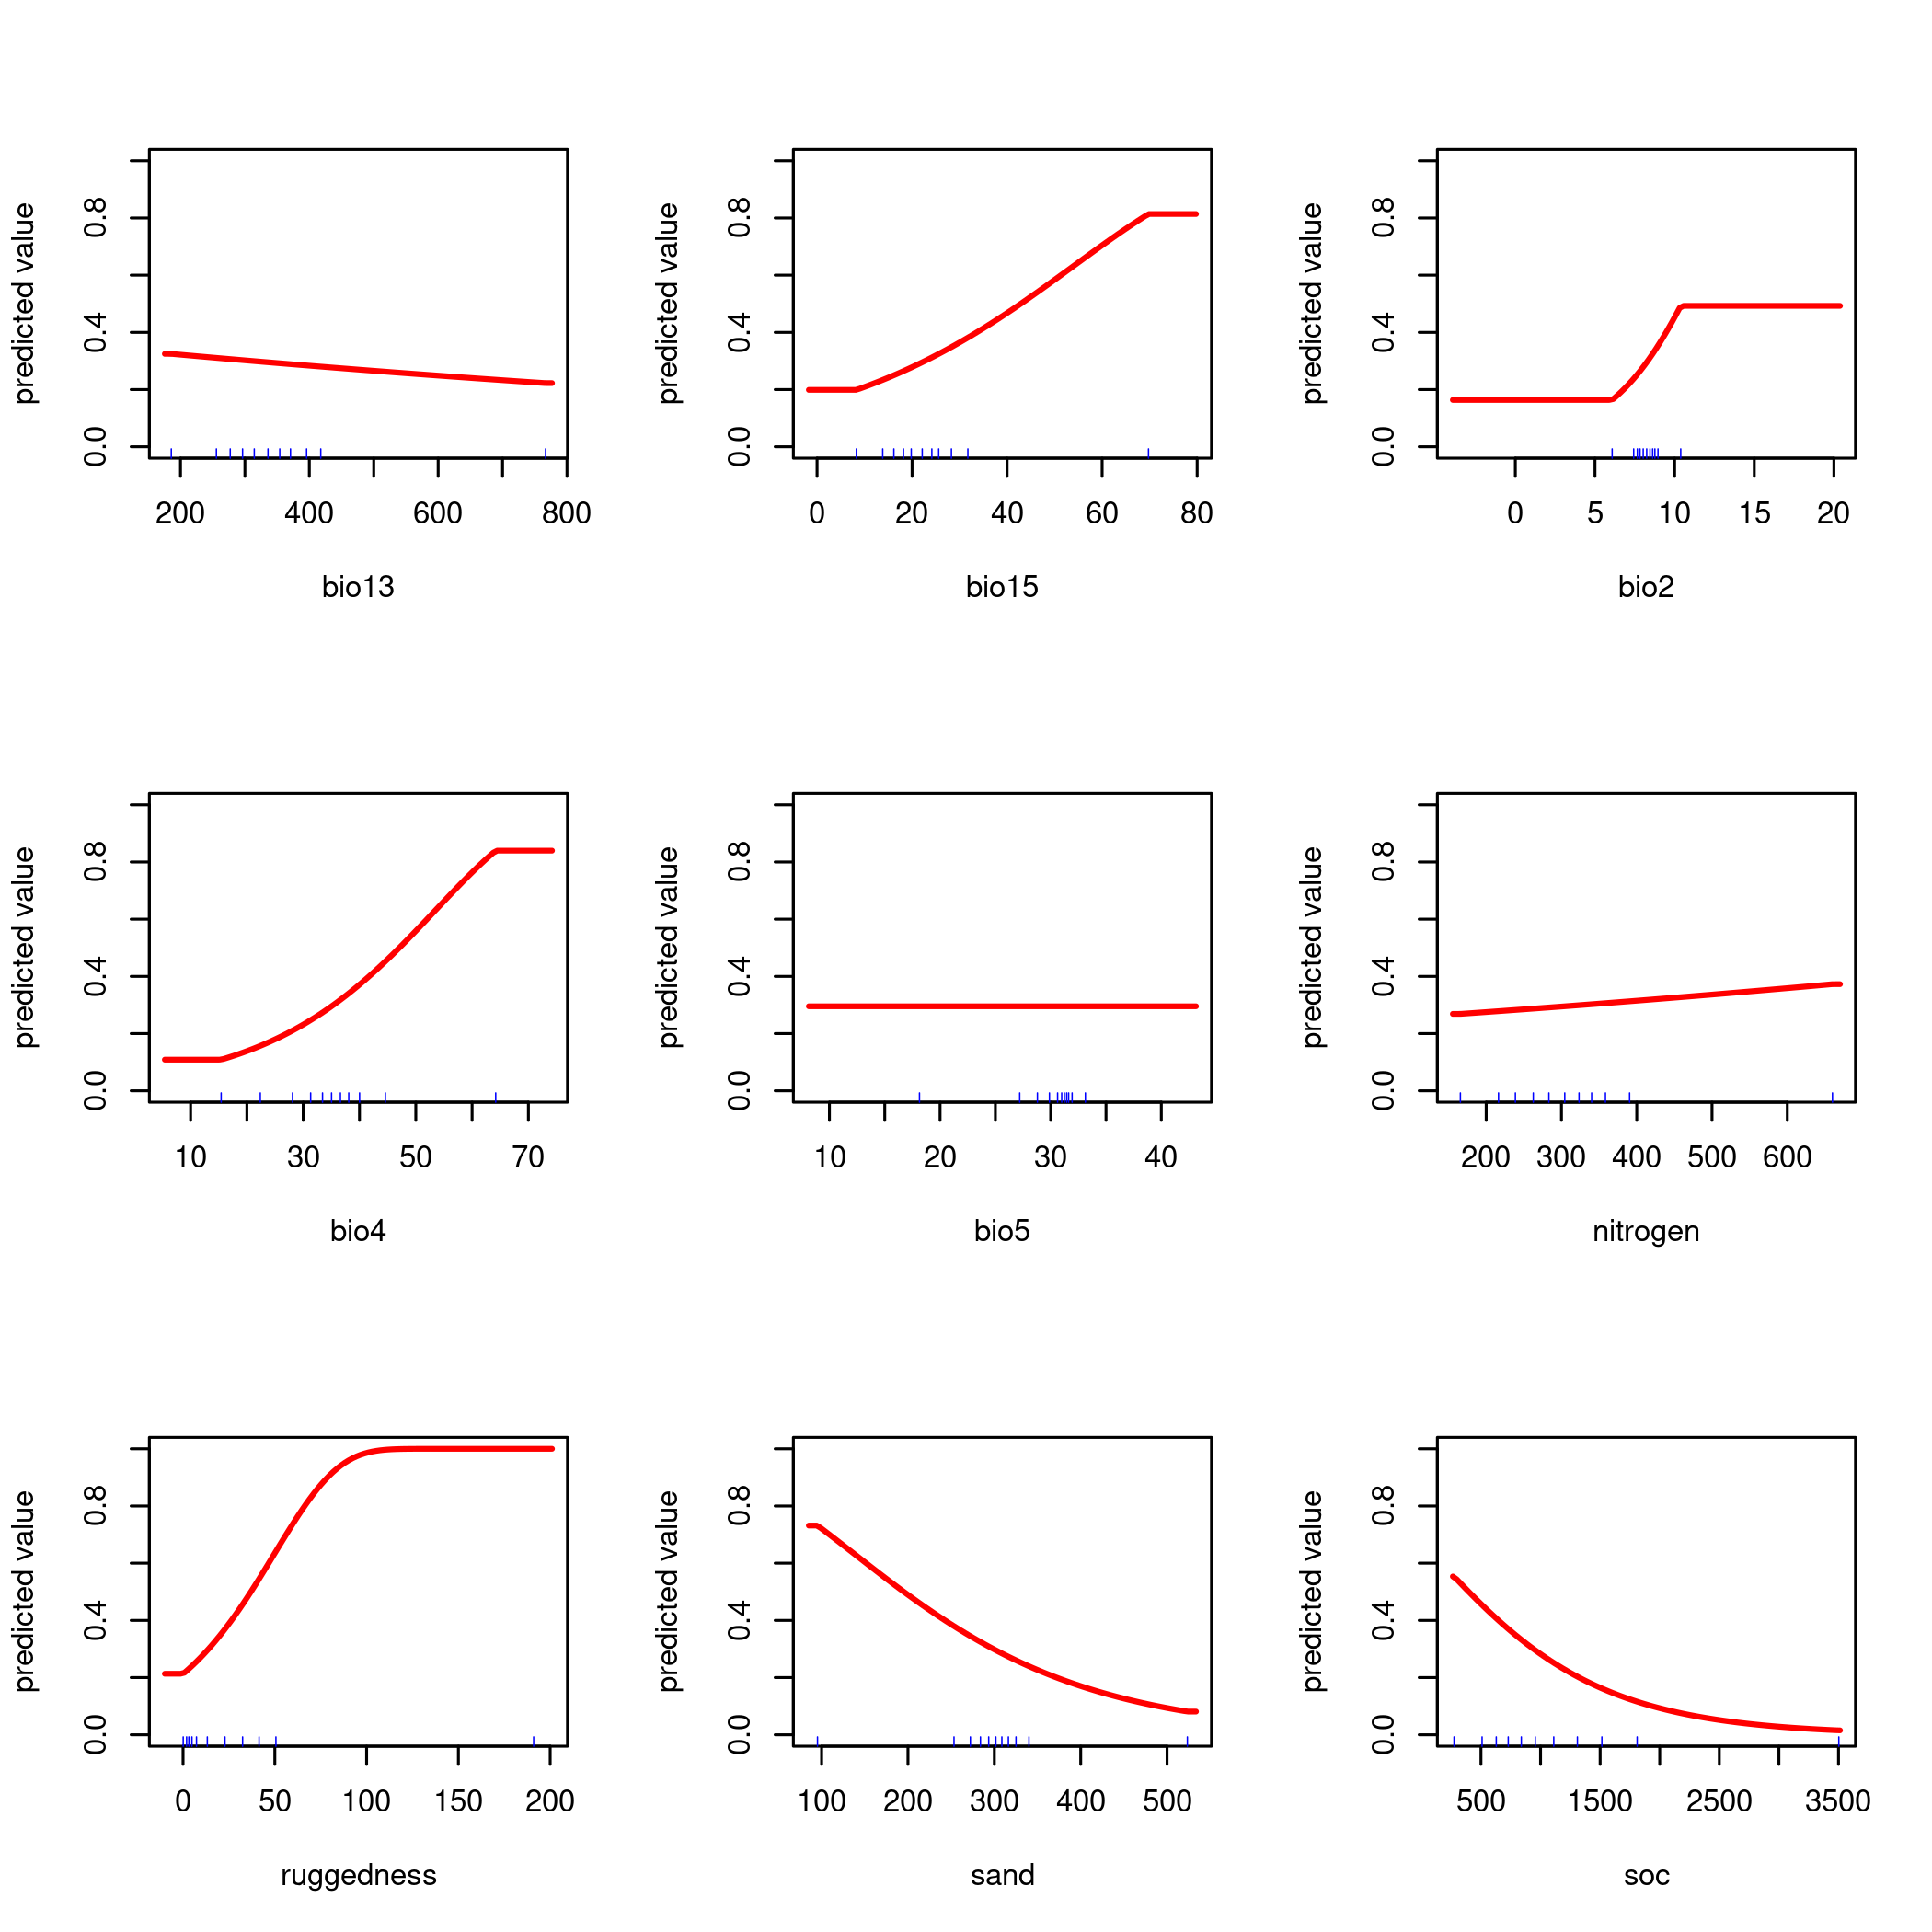 predicted value
0.0 0.4 0.8
200 400 600 800
bio13
predicted value
0.0 0.4 0.8
0 20 40 60 80
bio15
predicted value
0.0 0.4 0.8
0 5 10 15 20
bio2
predicted value
0.0 0.4 0.8
10 30 50 70
bio4
predicted value
0.0 0.4 0.8
10 20 30 40
bio5
predicted value
0.0 0.4 0.8
200 300 400 500 600
nitrogen
predicted value
0.0 0.4 0.8
0 50 100 150 200
ruggedness
predicted value
0.0 0.4 0.8
100 200 300 400 500
sand
predicted value
0.0 0.4 0.8
500 1500 2500 3500
soc